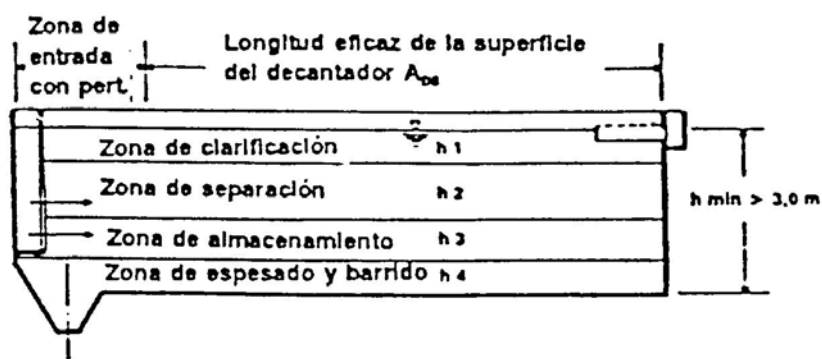 Zona de
entrada
con pert.
Longitud eficaz de la superficie
del decantador A_DS
Zona de clarificación h 1
Zona de separación h 2
Zona de almacenamiento h 3
Zona de espesado y barrido h 4
h min > 3,0 m